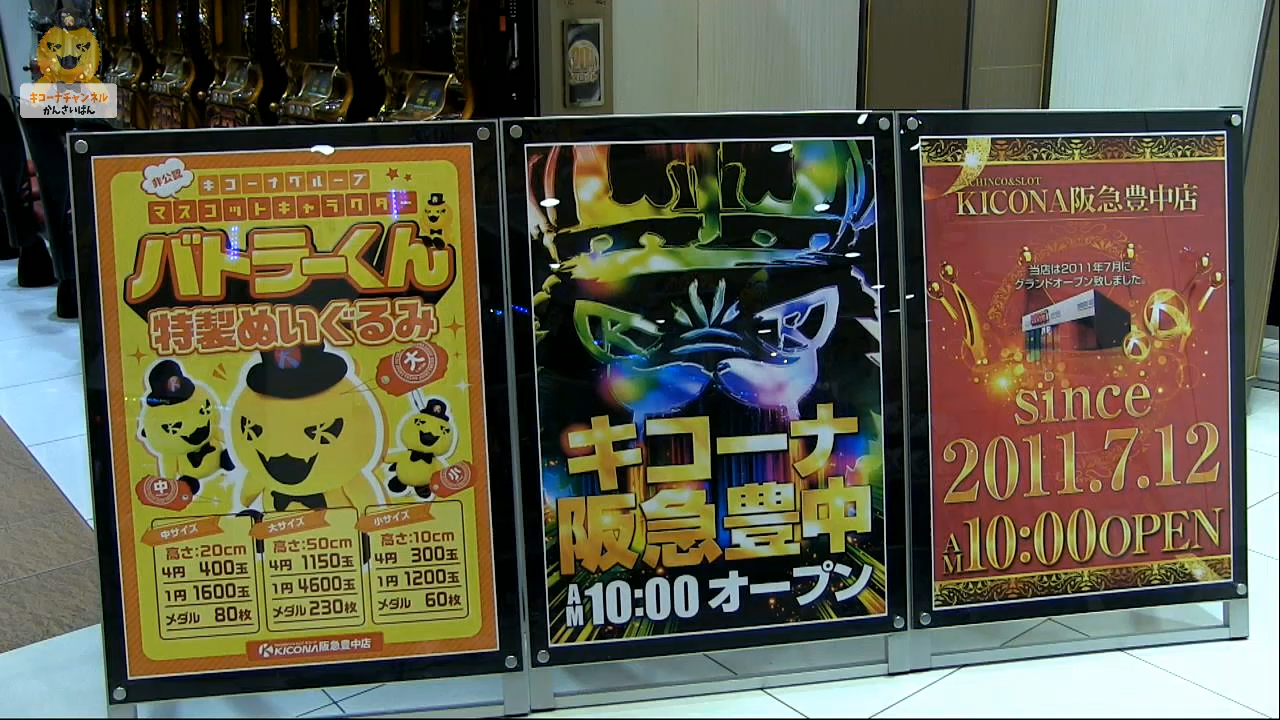 キコーナチャンネル
かんさいばん
非公認
キコーナグループ
マスコットキャラクター
バトラーくん
特製ぬいぐるみ
大
中
小
中サイズ
高さ:20cm
4円 400玉
1円 1600玉
メダル 80枚
大サイズ
高さ:50cm
4円 1150玉
1円 4600玉
メダル 230枚
小サイズ
高さ:10cm
4円 300玉
1円 1200玉
メダル 60枚
KICONA阪急豊中店
キコーナ
阪急豊中
AM10:00オープン
PACHINCO&SLOT
KICONA阪急豊中店
当店は2011年7月に
グランドオープン致しました。
since
2011.7.12
AM10:00OPEN